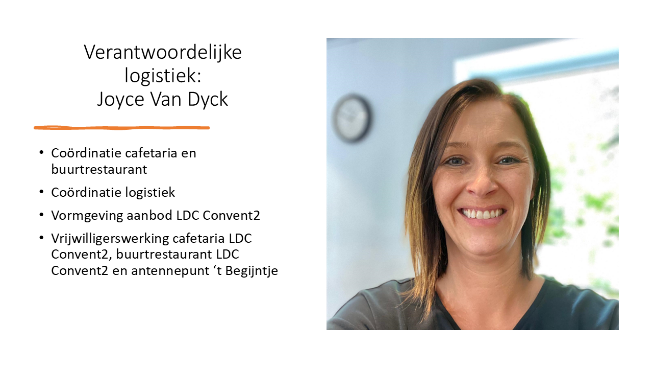 Verantwoordelijke
logistiek:
Joyce Van Dyck
• Coördinatie cafetaria en
buurtrestaurant
• Coördinatie logistiek
• Vormgeving aanbod LDC Convent2
• Vrijwilligerswerking cafetaria LDC
Convent2, buurtrestaurant LDC
Convent2 en antennepunt ‘t Begijntje